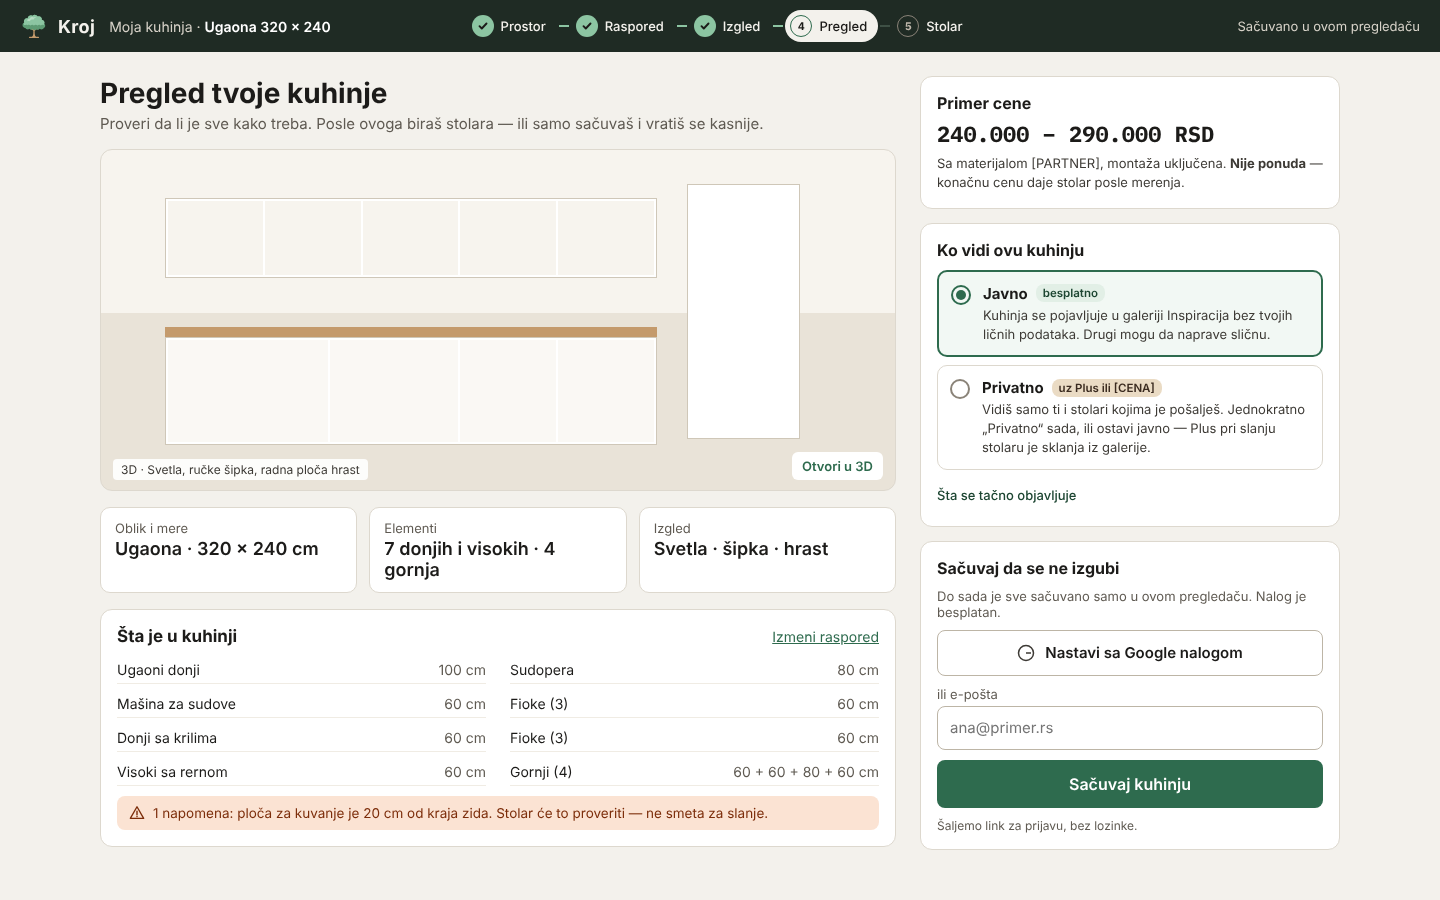 Kroj
Moja kuhinja · Ugaona 320 × 240
Prostor
Raspored
Izgled
4 Pregled
5 Stolar
Sačuvano u ovom pregledaču
Pregled tvoje kuhinje
Proveri da li je sve kako treba. Posle ovoga biraš stolara — ili samo sačuvaš i vratiš se kasnije.
3D · Svetla, ručke šipka, radna ploča hrast
Otvori u 3D
Oblik i mere
Ugaona · 320 × 240 cm
Elementi
7 donjih i visokih · 4
gornja
Izgled
Svetla · šipka · hrast
Šta je u kuhinji
Izmeni raspored
Ugaoni donji 100 cm
Sudopera 80 cm
Mašina za sudove 60 cm
Fioke (3) 60 cm
Donji sa krilima 60 cm
Fioke (3) 60 cm
Visoki sa rernom 60 cm
Gornji (4) 60 + 60 + 80 + 60 cm
1 napomena: ploča za kuvanje je 20 cm od kraja zida. Stolar će to proveriti — ne smeta za slanje.
Primer cene
240.000 – 290.000 RSD
Sa materijalom [PARTNER], montaža uključena. Nije ponuda —
konačnu cenu daje stolar posle merenja.
Ko vidi ovu kuhinju
Javno besplatno
Kuhinja se pojavljuje u galeriji Inspiracija bez tvojih
ličnih podataka. Drugi mogu da naprave sličnu.
Privatno uz Plus ili [CENA]
Vidiš samo ti i stolari kojima je pošalješ. Jednokratno
„Privatno“ sada, ili ostavi javno — Plus pri slanju
stolaru je sklanja iz galerije.
Šta se tačno objavljuje
Sačuvaj da se ne izgubi
Do sada je sve sačuvano samo u ovom pregledaču. Nalog je
besplatan.
Nastavi sa Google nalogom
ili e-pošta
ana@primer.rs
Sačuvaj kuhinju
Šaljemo link za prijavu, bez lozinke.